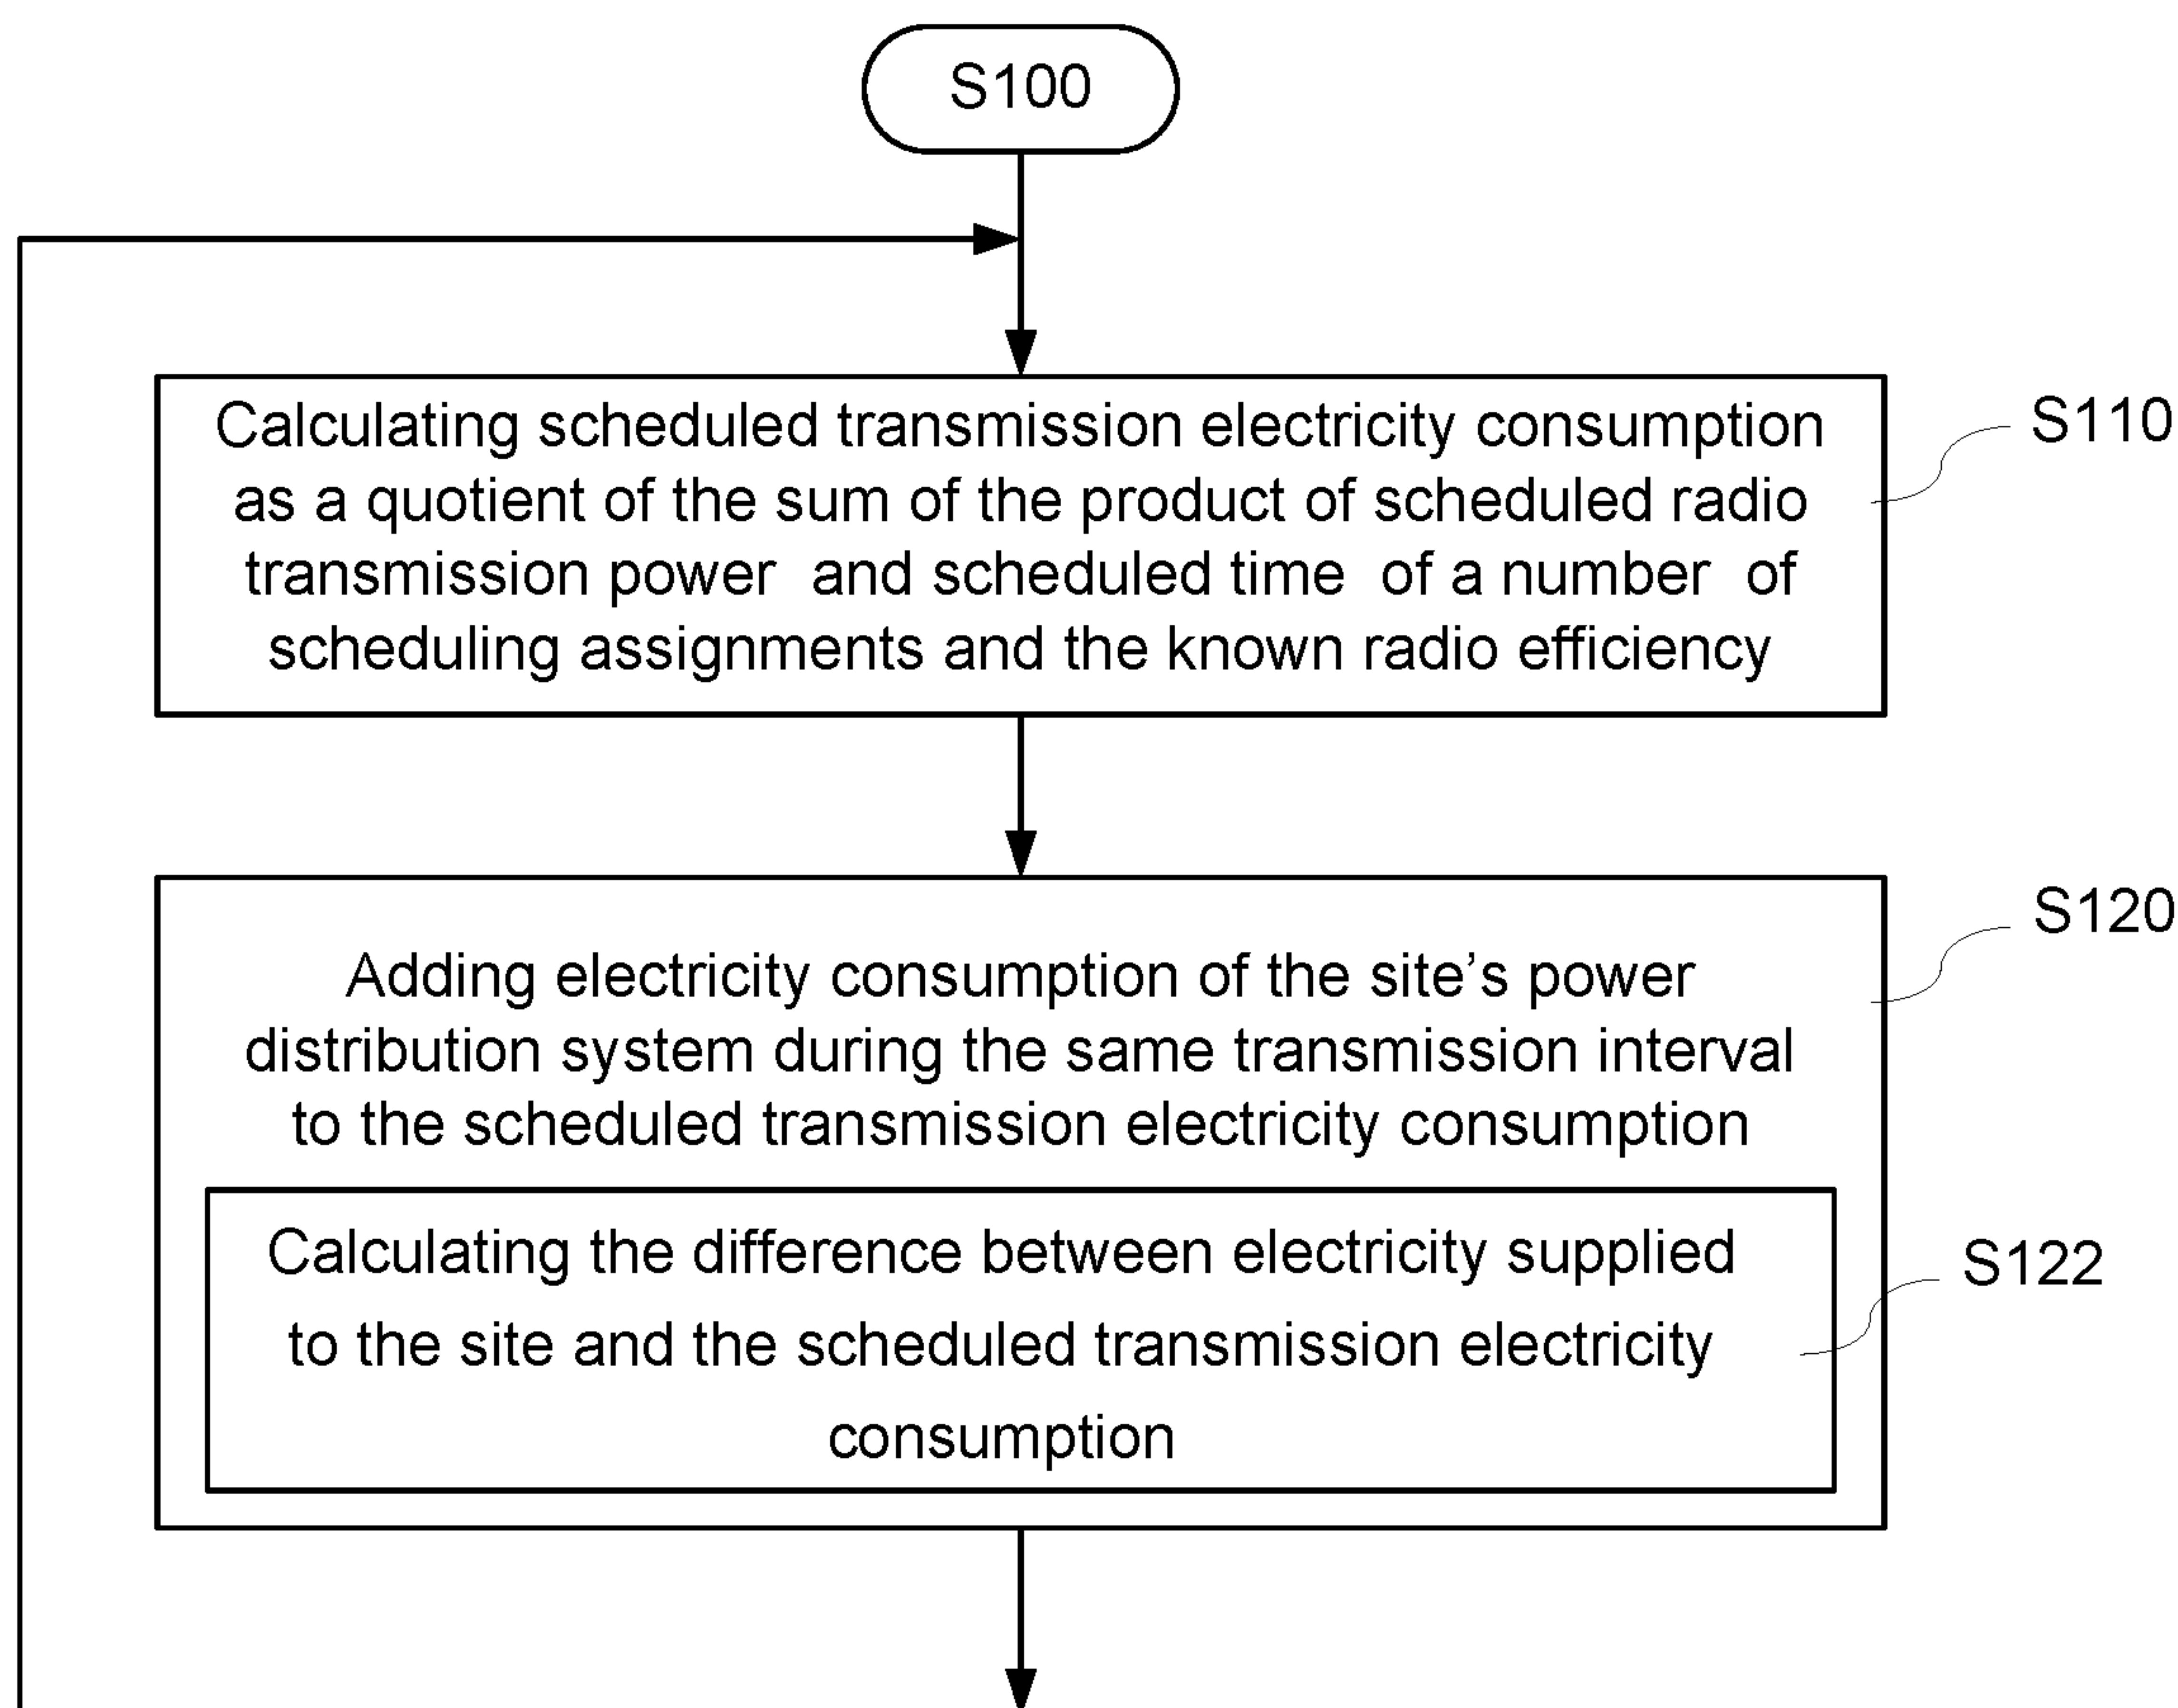 S100
Calculating scheduled transmission electricity consumption
as a quotient of the sum of the product of scheduled radio
transmission power and scheduled time of a number of
scheduling assignments and the known radio efficiency
S110
Adding electricity consumption of the site’s power
distribution system during the same transmission interval
to the scheduled transmission electricity consumption
S120
Calculating the difference between electricity supplied
to the site and the scheduled transmission electricity
consumption
S122